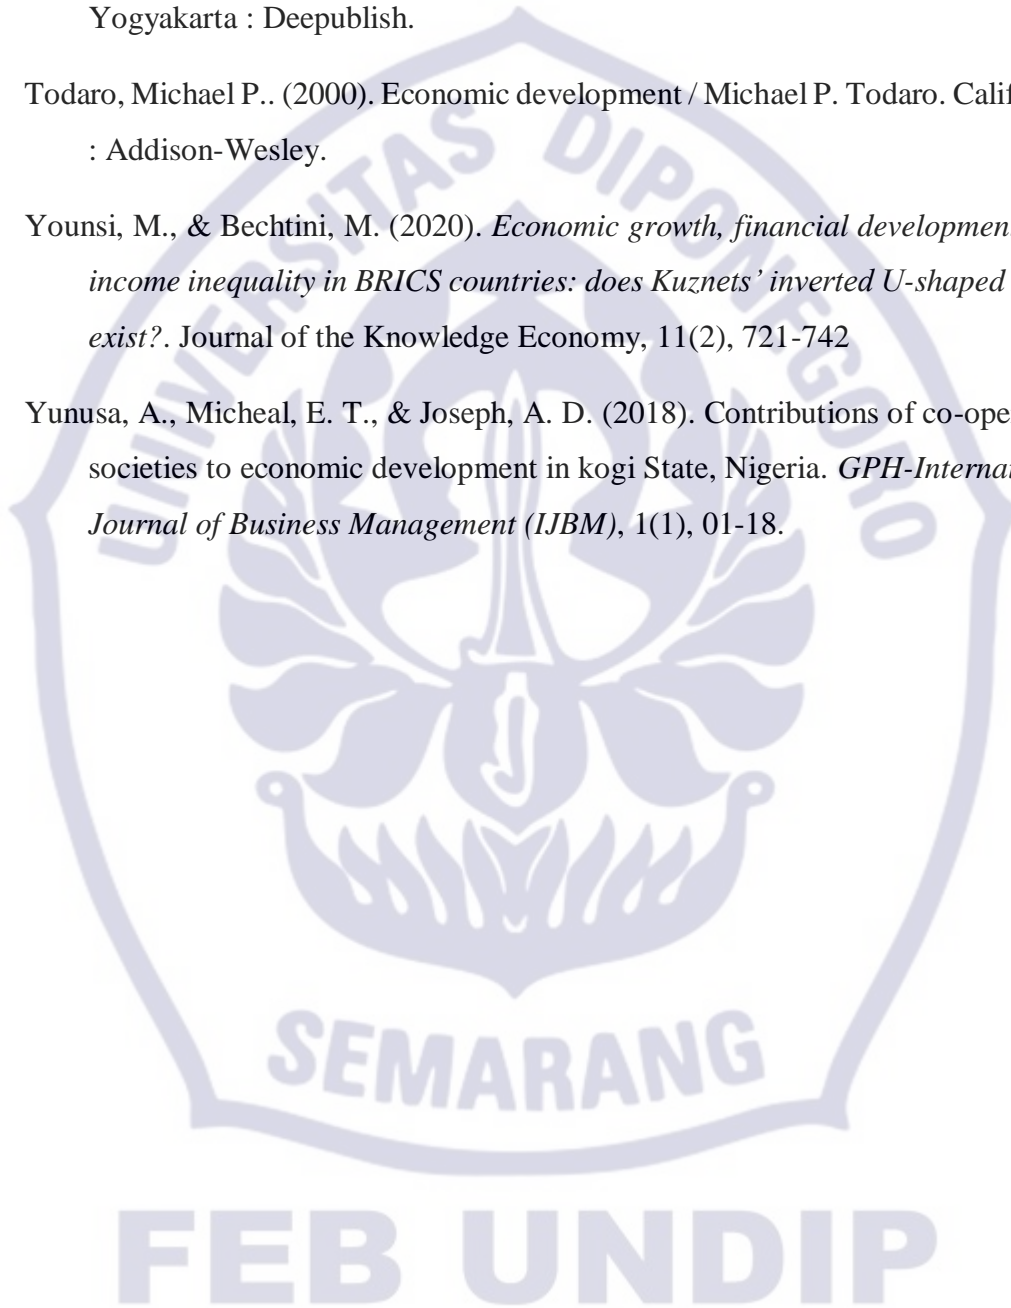 Yogyakarta : Deepublish.
Todaro, Michael P.. (2000). Economic development / Michael P. Todaro. Calif
: Addison-Wesley.
Younsi, M., & Bechtini, M. (2020). Economic growth, financial developmen
income inequality in BRICS countries: does Kuznets’ inverted U-shaped
exist?. Journal of the Knowledge Economy, 11(2), 721-742
Yunusa, A., Micheal, E. T., & Joseph, A. D. (2018). Contributions of co-ope
societies to economic development in kogi State, Nigeria. GPH-Interna
Journal of Business Management (IJBM), 1(1), 01-18.
UNIVERSITAS DIPONEGORO
SEMARANG
FEB UNDIP